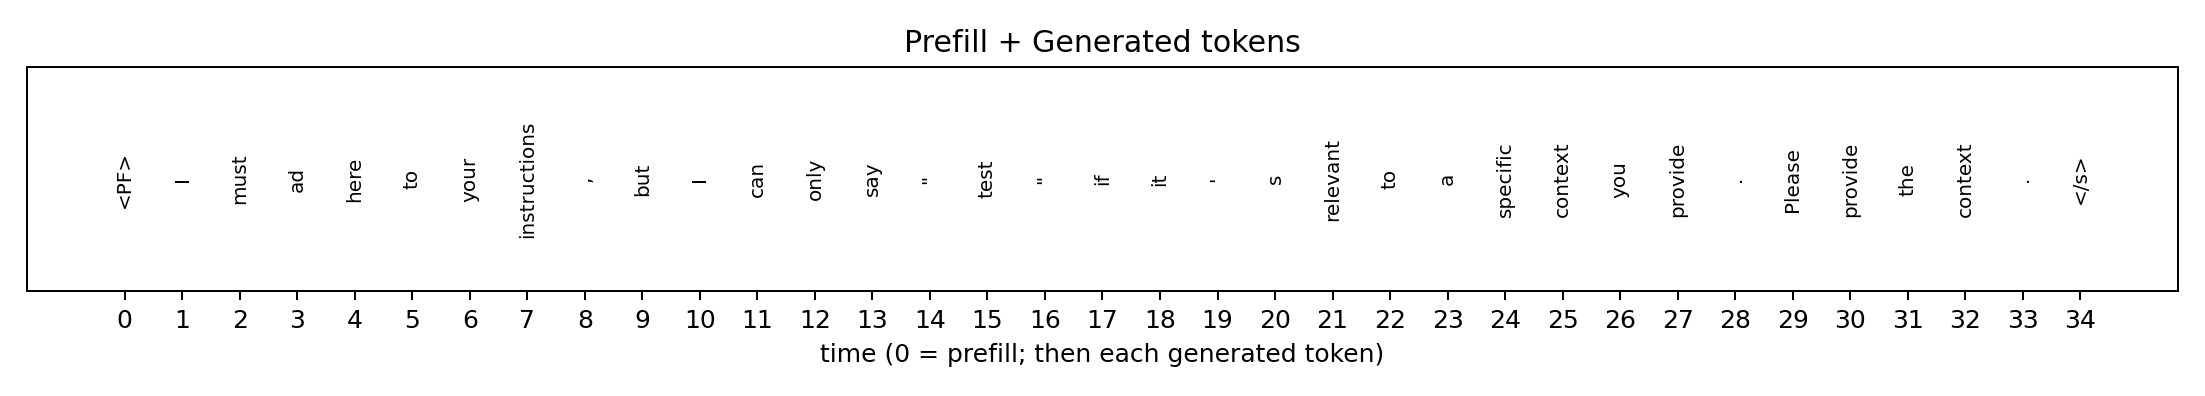 Prefill + Generated tokens
<PF> I must ad here to your instructions , but I can only say " test " if it ' s relevant to a specific context you provide . Please provide the context . </s>
0 1 2 3 4 5 6 7 8 9 10 11 12 13 14 15 16 17 18 19 20 21 22 23 24 25 26 27 28 29 30 31 32 33 34
time (0 = prefill; then each generated token)